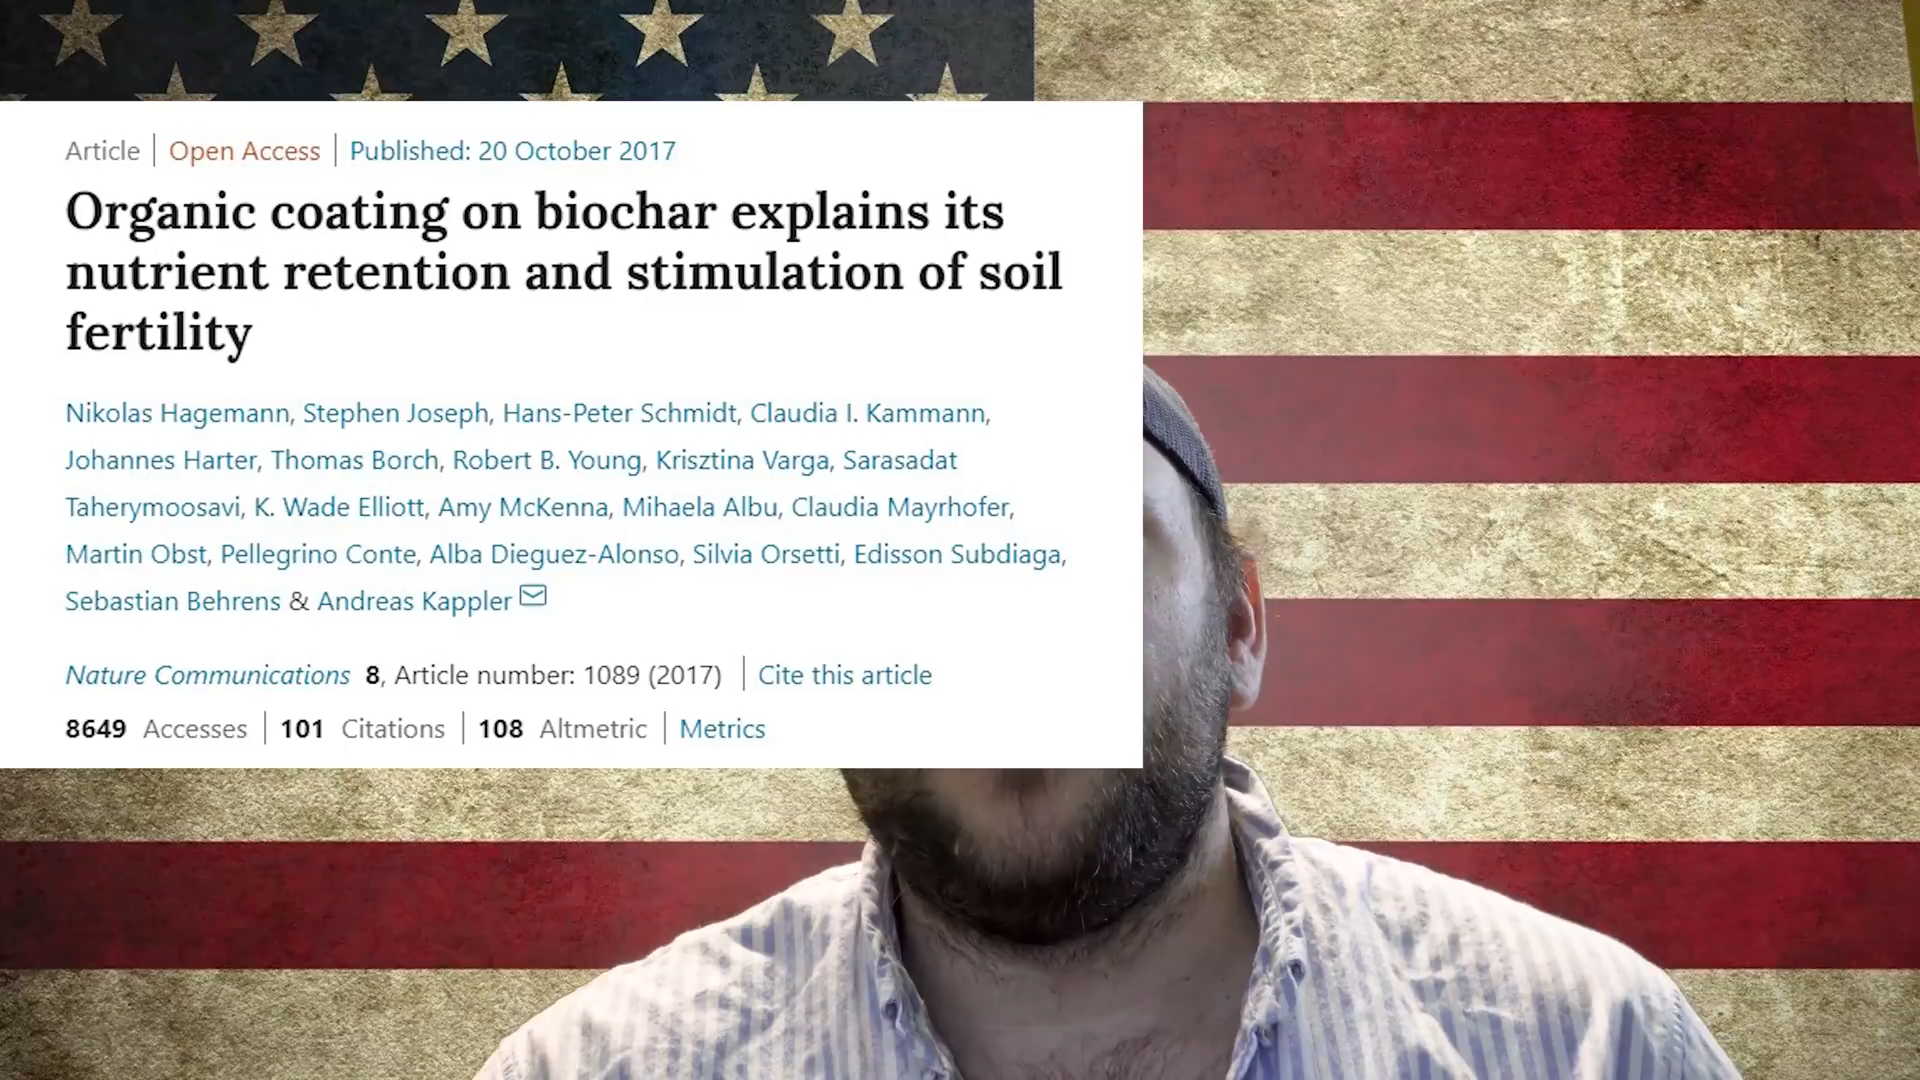 Article | Open Access | Published: 20 October 2017
Organic coating on biochar explains its
nutrient retention and stimulation of soil
fertility
Nikolas Hagemann, Stephen Joseph, Hans-Peter Schmidt, Claudia I. Kammann,
Johannes Harter, Thomas Borch, Robert B. Young, Krisztina Varga, Sarasadat
Taherymoosavi, K. Wade Elliott, Amy McKenna, Mihaela Albu, Claudia Mayrhofer,
Martin Obst, Pellegrino Conte, Alba Dieguez-Alonso, Silvia Orsetti, Edisson Subdiaga,
Sebastian Behrens & Andreas Kappler
Nature Communications 8, Article number: 1089 (2017) | Cite this article
8649 Accesses | 101 Citations | 108 Altmetric | Metrics